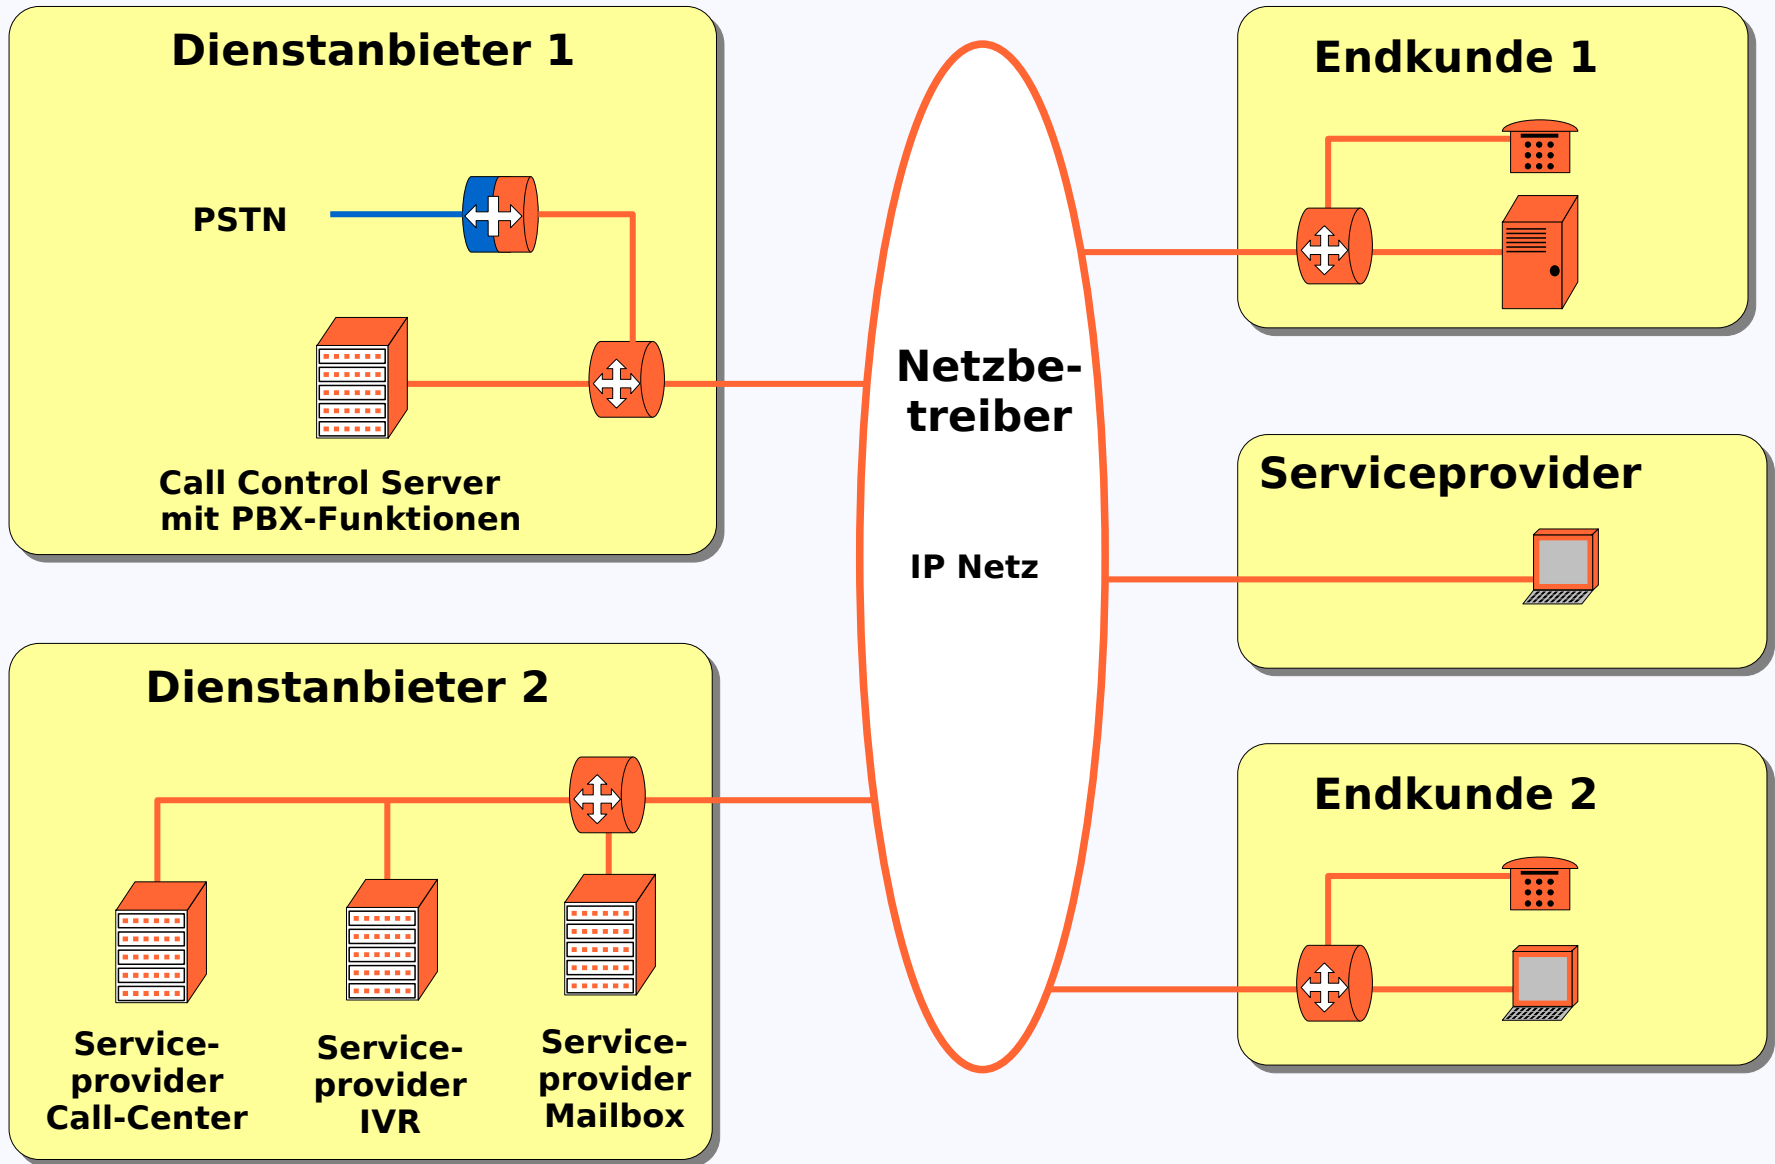 Dienstanbieter 1
PSTN
Call Control Server
mit PBX-Funktionen
Dienstanbieter 2
Service-
provider
Call-Center
Service-
provider
IVR
Service-
provider
Mailbox
Netzbe-
treiber
IP Netz
Endkunde 1
Serviceprovider
Endkunde 2